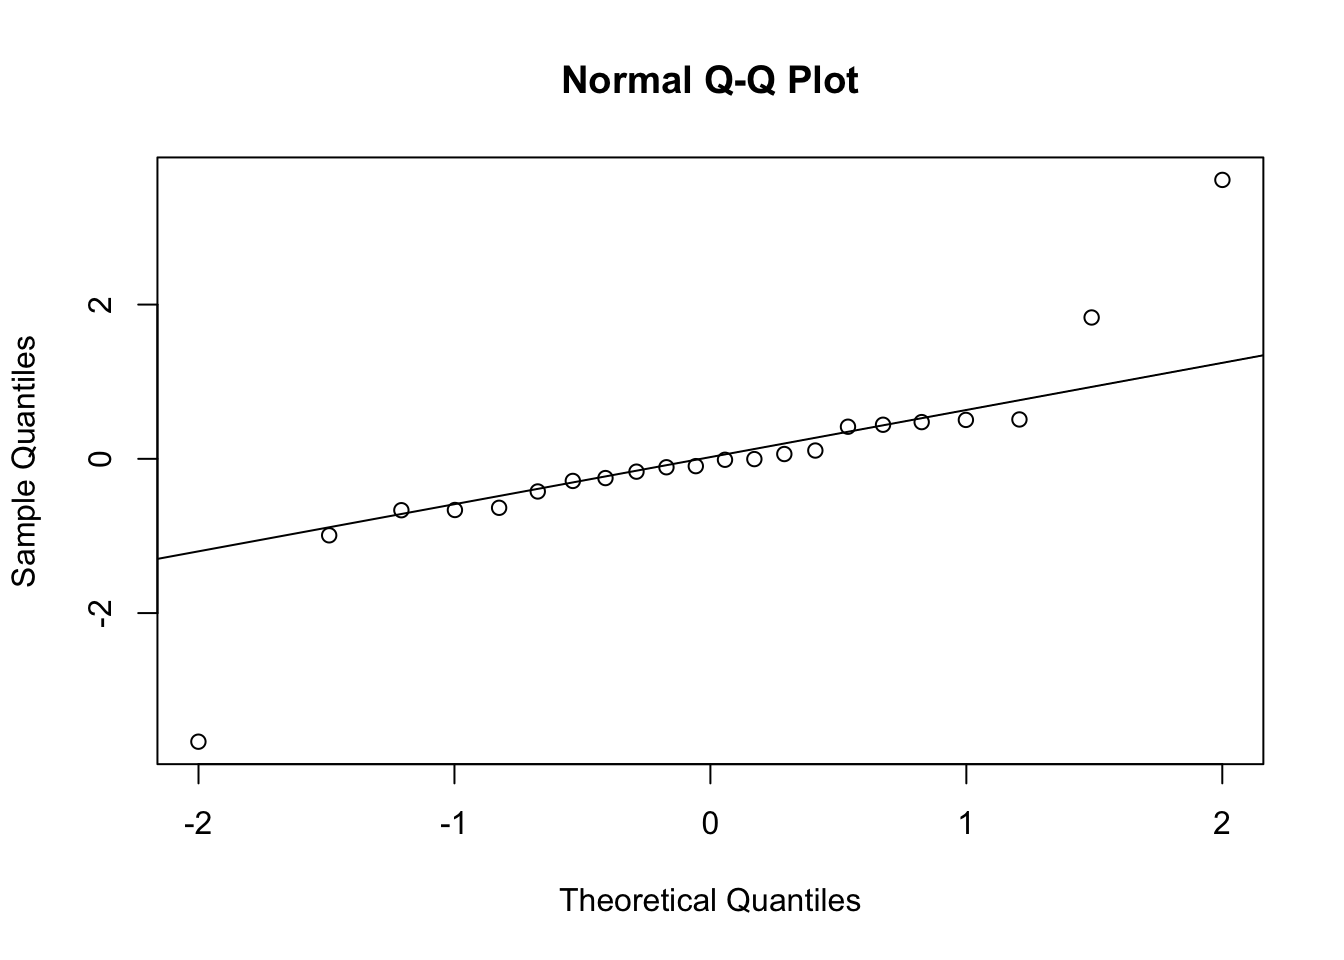 Normal Q-Q Plot
Sample Quantiles
2
0
-2
-2 -1 0 1 2
Theoretical Quantiles